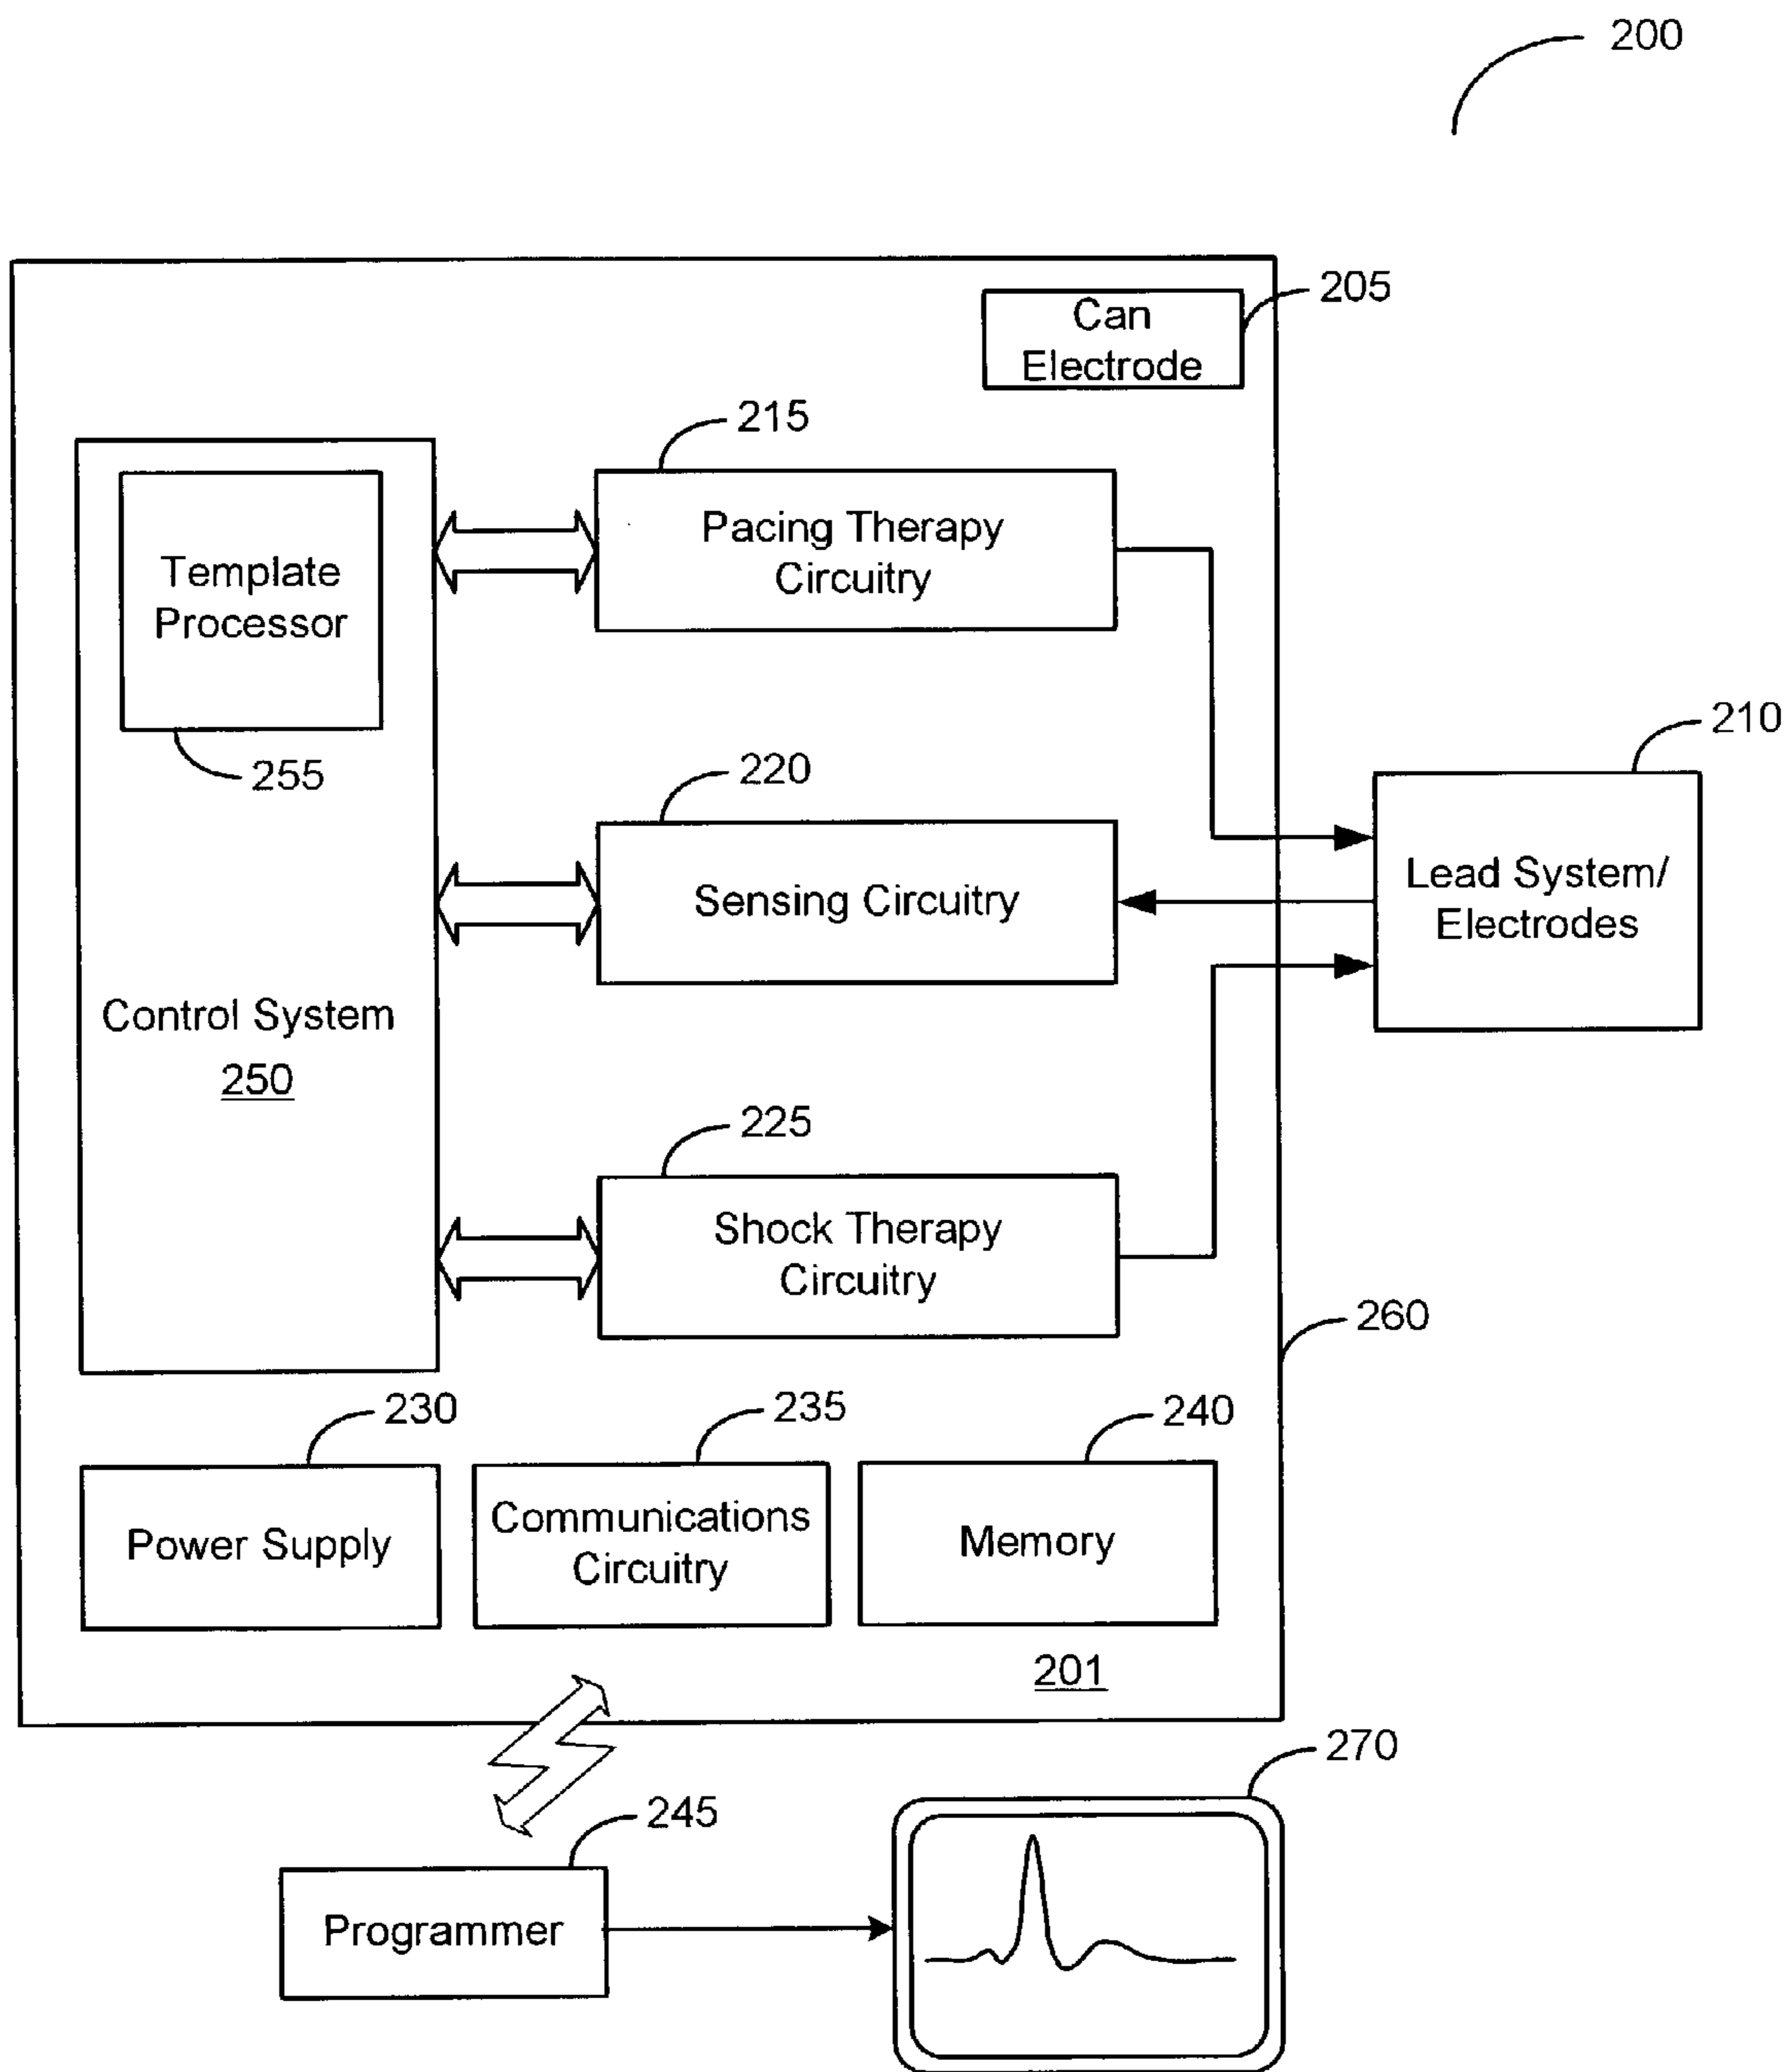 200
205
Can
Electrode
215
Pacing Therapy
Circuitry
Template
Processor
255
210
220
Sensing Circuitry
Lead System/
Electrodes
Control System
250
225
Shock Therapy
Circuitry
260
230
235
240
Power Supply
Communications
Circuitry
Memory
201
270
245
Programmer